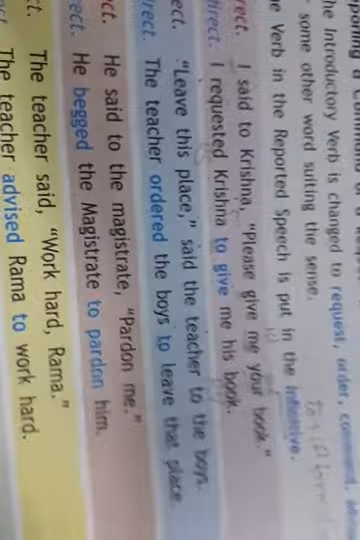 he Introductory Verb is changed to request, order,
some other word suiting the sense.
e Verb in the Reported Speech is put in the infinitive.
rect. I said to Krishna, "Please give me your book."
direct. I requested Krishna to give me his book.
ect. "Leave this place," said the teacher to the boys.
irect. The teacher ordered the boys to leave that place.
ct. He said to the magistrate, "Pardon me."
rect. He begged the Magistrate to pardon him.
t. The teacher said, "Work hard, Rama."
The teacher advised Rama to work hard.